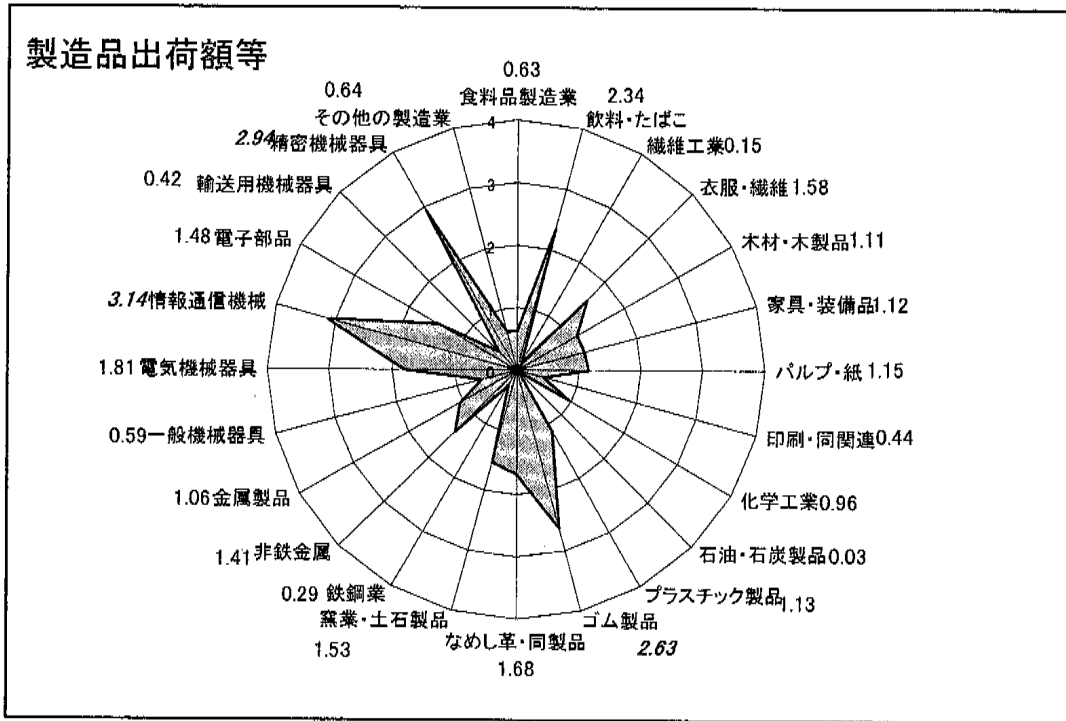 製造品出荷額等
0.63
食料品製造業
2.34
飲料・たばこ
繊維工業0.15
衣服・繊維1.58
木材・木製品1.11
家具・装備品1.12
パルプ・紙 1.15
印刷・同関連0.44
化学工業0.96
石油・石炭製品0.03
プラスチック製品1.13
ゴム製品
2.63
なめし革・同製品
1.68
窯業・土石製品
1.53
0.29 鉄鋼業
1.41非鉄金属
1.06金属製品
0.59一般機械器具
1.81電気機械器具
3.14情報通信機械
1.48電子部品
0.42 輸送用機械器具
2.94精密機械器具
0.64
その他の製造業
4
3
2
0